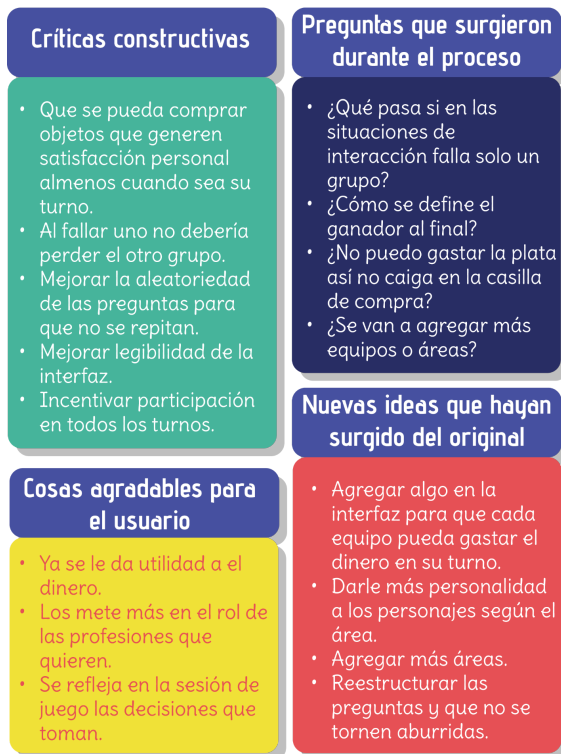 Críticas constructivas
• Que se pueda comprar
objetos que generen
satisfacción personal
almenos cuando sea su
turno.
• Al fallar uno no debería
perder el otro grupo.
• Mejorar la aleatoriedad
de las preguntas para
que no se repitan.
• Mejorar legibilidad de la
interfaz.
• Incentivar participación
en todos los turnos.
Preguntas que surgieron
durante el proceso
• ¿Qué pasa si en las
situaciones de
interacción falla solo un
grupo?
• ¿Cómo se define el
ganador al final?
• ¿No puedo gastar la plata
así no caiga en la casilla
de compra?
• ¿Se van a agregar más
equipos o áreas?
Cosas agradables para
el usuario
• Ya se le da utilidad a el
dinero.
• Los mete más en el rol de
las profesiones que
quieren.
• Se refleja en la sesión de
juego las decisiones que
toman.
Nuevas ideas que hayan
surgido del original
• Agregar algo en la
interfaz para que cada
equipo pueda gastar el
dinero en su turno.
• Darle más personalidad
a los personajes según el
área.
• Agregar más áreas.
• Reestructurar las
preguntas y que no se
tornen aburridas.